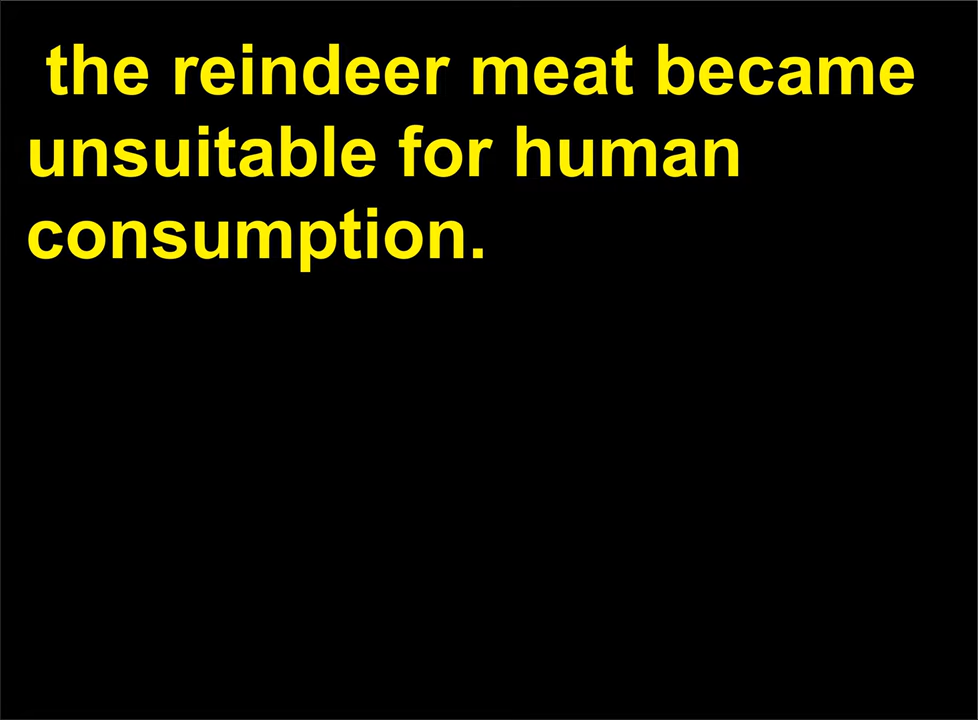 the reindeer meat became
unsuitable for human
consumption.